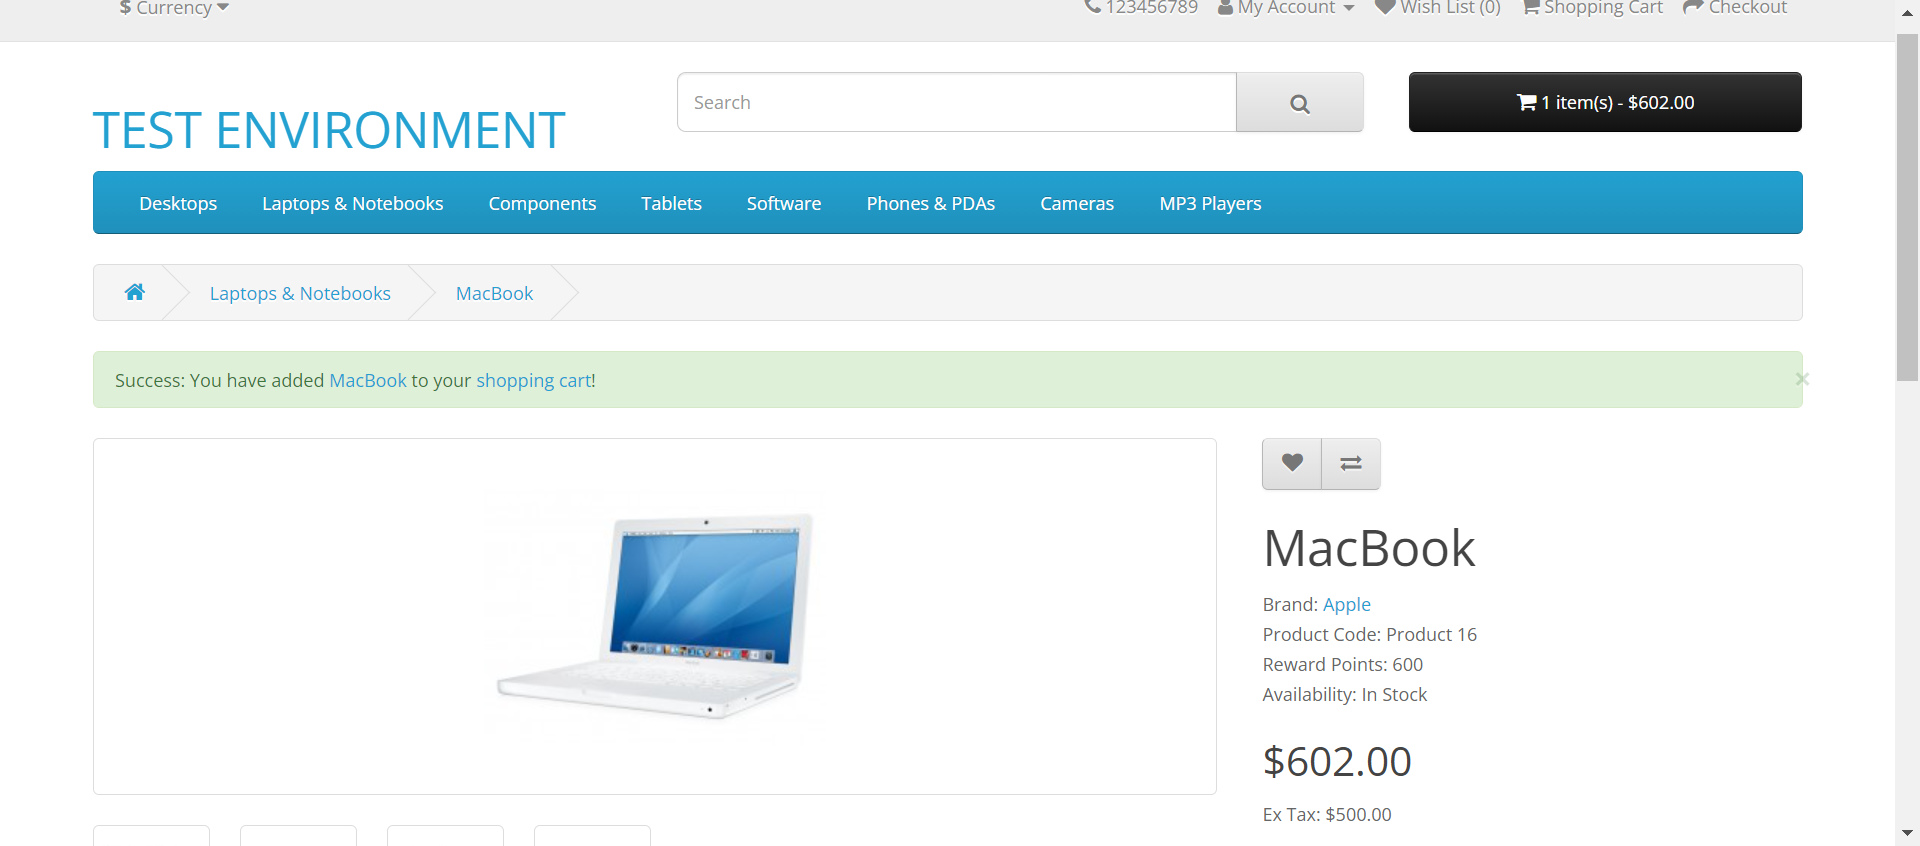 $ Currency
123456789 My Account Wish List (0) Shopping Cart Checkout
TEST ENVIRONMENT
Search
1 item(s) - $602.00
Desktops Laptops & Notebooks Components Tablets Software Phones & PDAs Cameras MP3 Players
Laptops & Notebooks MacBook
Success: You have added MacBook to your shopping cart!
×
MacBook
Brand: Apple
Product Code: Product 16
Reward Points: 600
Availability: In Stock
$602.00
Ex Tax: $500.00